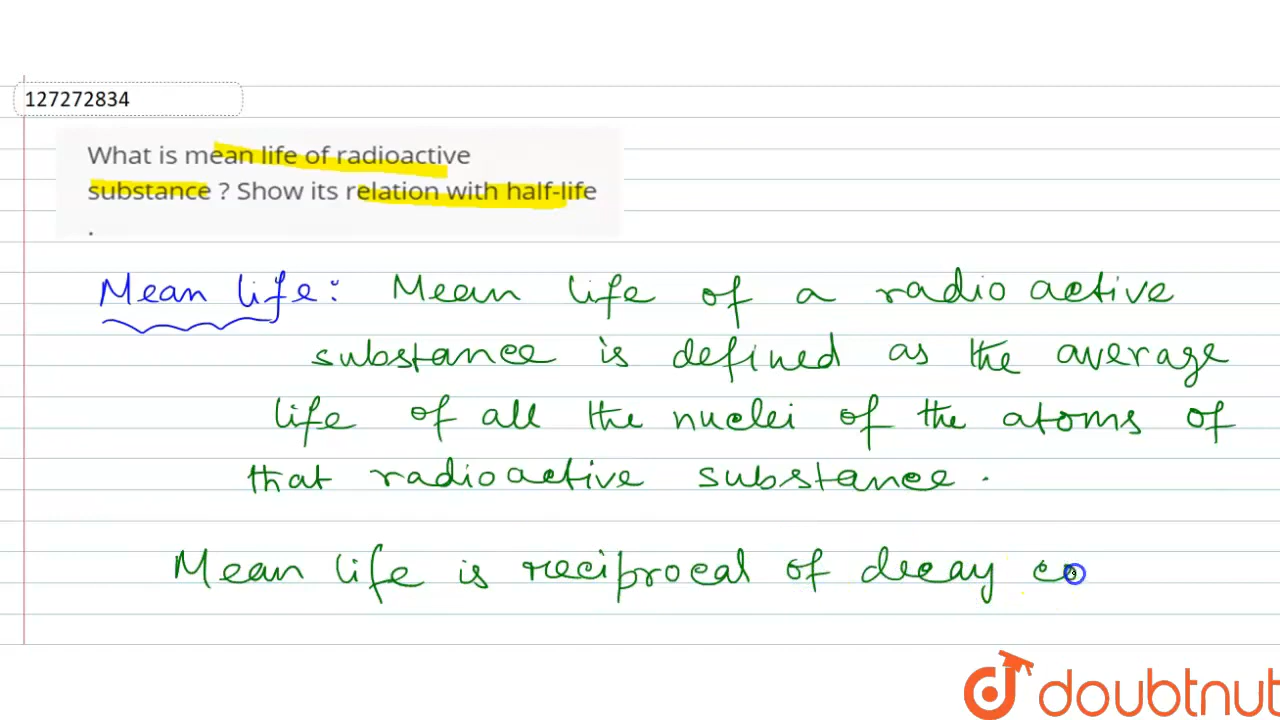 127272834
What is mean life of radioactive
substance ? Show its relation with half-life
.
Mean life: Mean life of a radio active
substance is defined as the average
life of all the nuclei of the atoms of
that radioactive substance.
Mean life is reciprocal of decay co
doubtnut